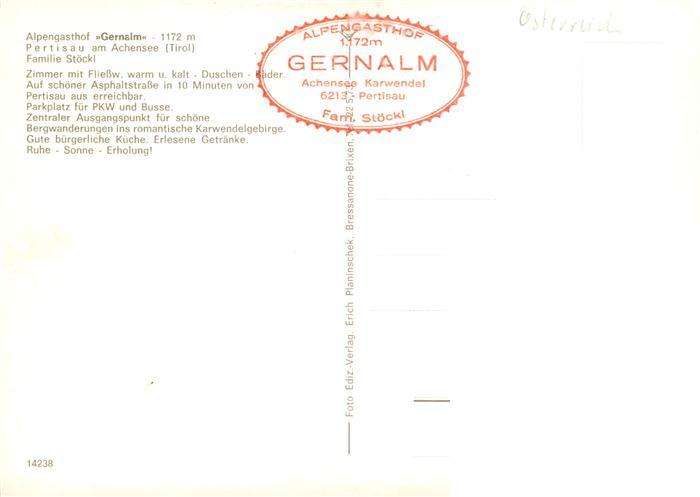 Alpengasthof »Gernalm« - 1172 m
Pertisau am Achensee (Tirol)
Familie Stöckl
Zimmer mit Fließw. warm u. kalt - Duschen - Bäder.
Auf schöner Asphaltstraße in 10 Minuten von
Pertisau aus erreichbar.
Parkplatz für PKW und Busse.
Zentraler Ausgangspunkt für schöne
Bergwanderungen ins romantische Karwendelgebirge.
Gute bürgerliche Küche. Erlesene Getränke.
Ruhe - Sonne - Erholung!
ALPENGASTHOF
1172m
GERNALM
Achensee Karwendel
6213 - Pertisau
Fam. Stöckl
Österreich
Foto Ediz.-Verlag. Erich Planinschek. Bressanone-Brixen.
14238